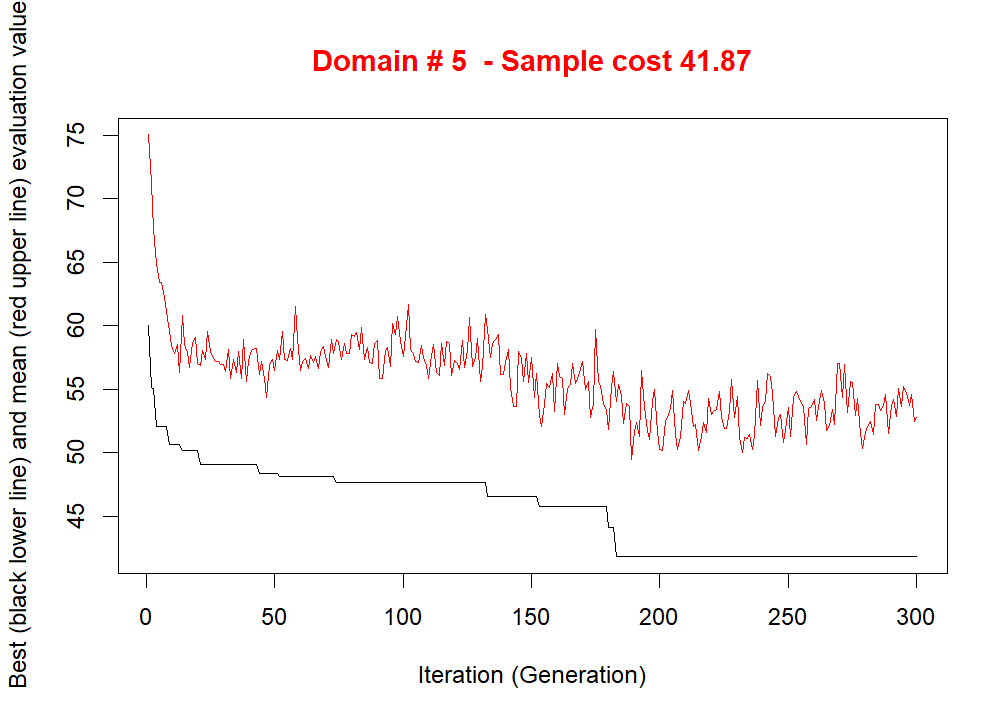 Domain # 5  - Sample cost 41.87
Best (black lower line) and mean (red upper line) evaluation value
75
70
65
60
55
50
45
0 50 100 150 200 250 300
Iteration (Generation)